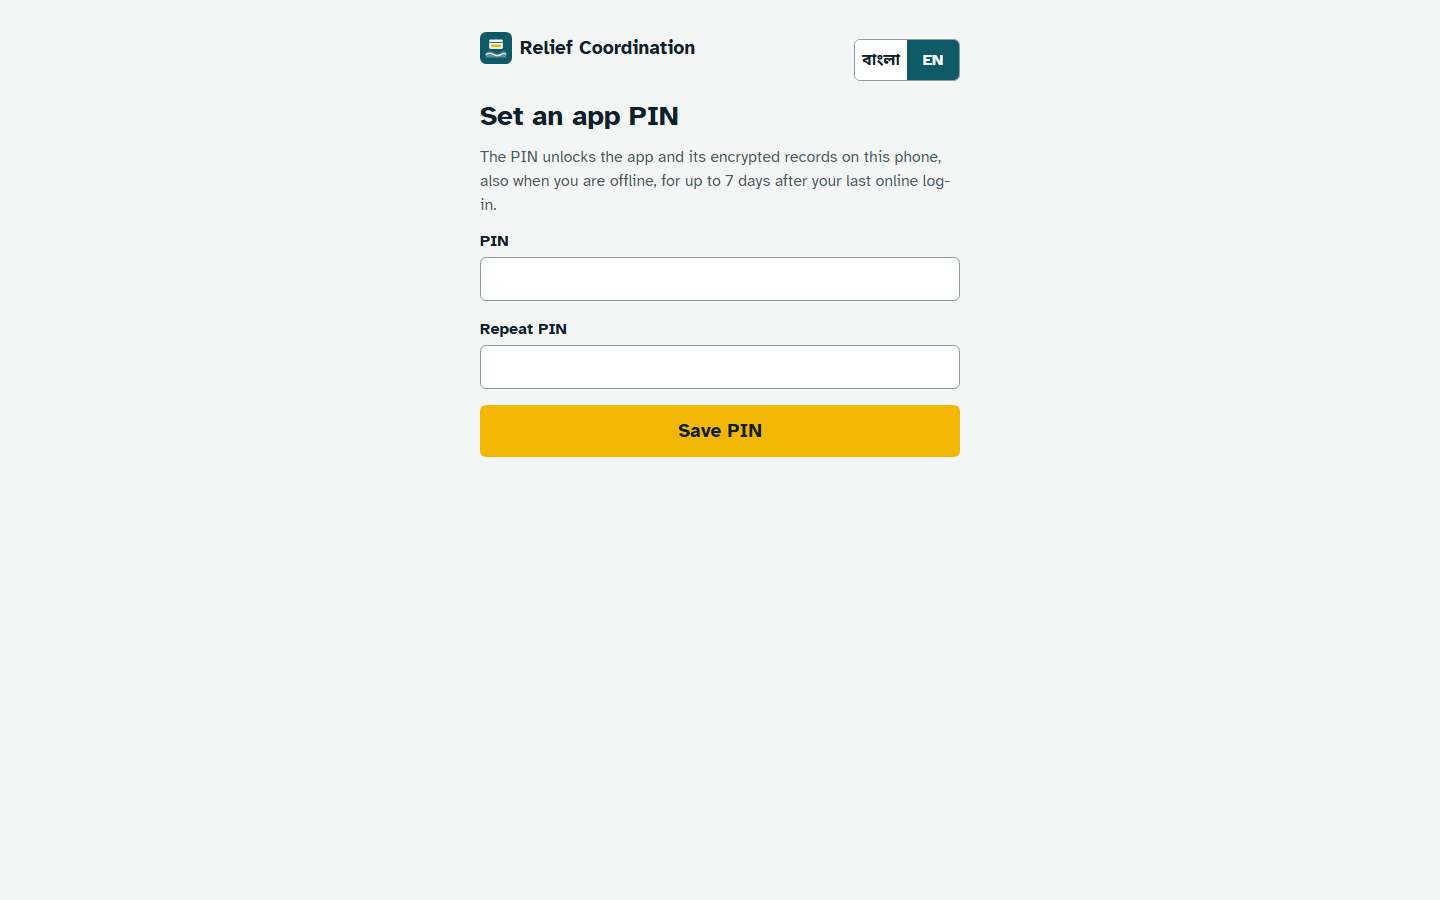 Relief Coordination
বাংলা EN
Set an app PIN
The PIN unlocks the app and its encrypted records on this phone,
also when you are offline, for up to 7 days after your last online log-
in.
PIN
Repeat PIN
Save PIN